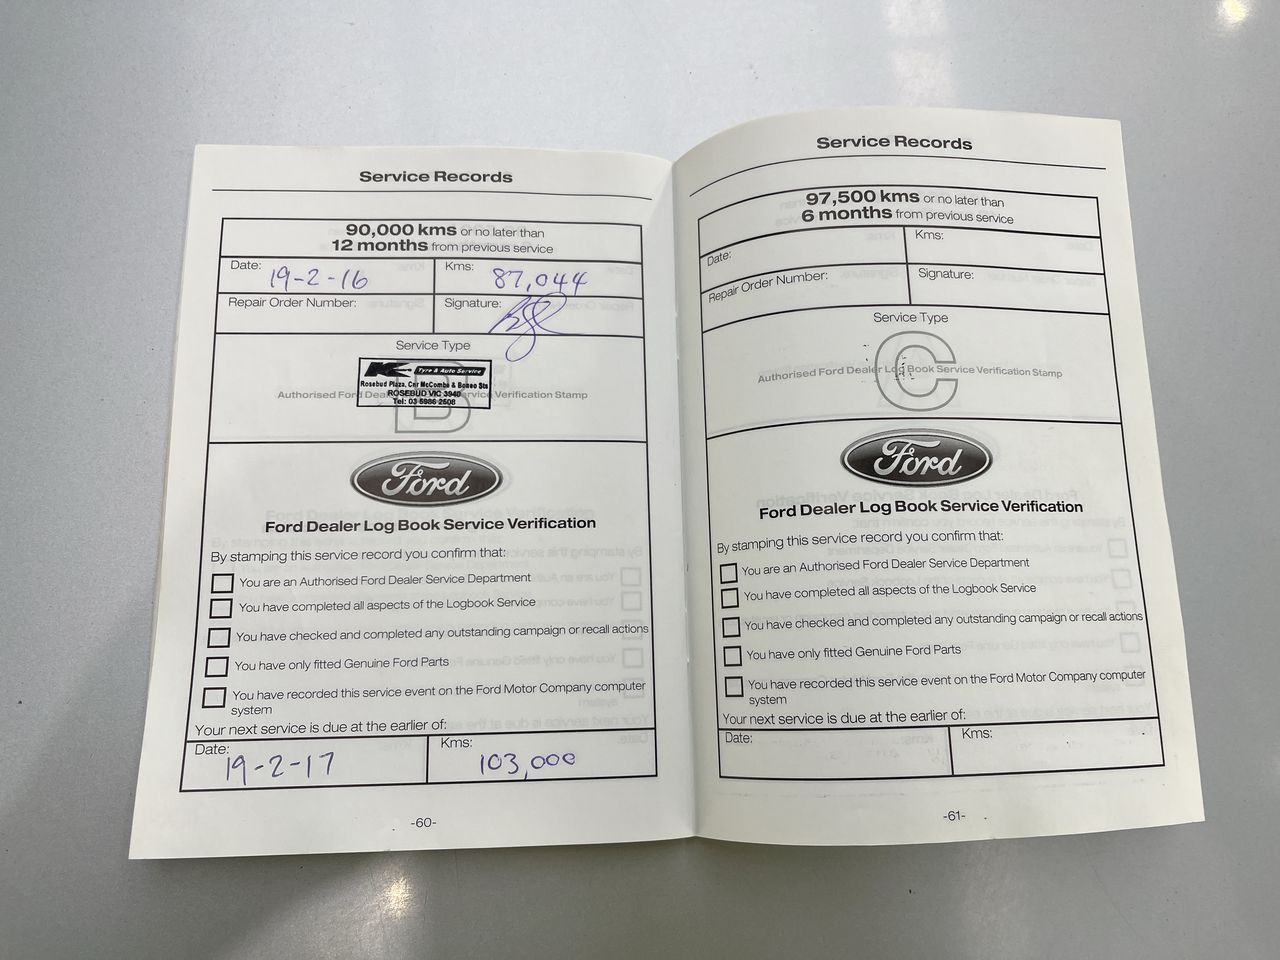 Service Records
90,000 kms or no later than
12 months from previous service
Date: 19-2-16
Kms: 87,044
Repair Order Number:
Signature:
Service Type
B
K Tyre & Auto Service
Rosebud Plaza, Cnr McCombe & Boneo Sts
ROSEBUD VIC 3940
Tel: 03 5986 2508
Authorised Ford Dealer Service Verification Stamp
Ford
Ford Dealer Log Book Service Verification
By stamping this service record you confirm that:
You are an Authorised Ford Dealer Service Department
You have completed all aspects of the Logbook Service
You have checked and completed any outstanding campaign or recall actions
You have only fitted Genuine Ford Parts
You have recorded this service event on the Ford Motor Company computer
system
Your next service is due at the earlier of:
Date: 19-2-17
Kms: 103,000
-60-
Service Records
97,500 kms or no later than
6 months from previous service
Date:
Kms:
Repair Order Number:
Signature:
Service Type
C
Authorised Ford Dealer Log Book Service Verification Stamp
Ford
Ford Dealer Log Book Service Verification
By stamping this service record you confirm that:
You are an Authorised Ford Dealer Service Department
You have completed all aspects of the Logbook Service
You have checked and completed any outstanding campaign or recall actions
You have only fitted Genuine Ford Parts
You have recorded this service event on the Ford Motor Company computer
system
Your next service is due at the earlier of:
Date:
Kms:
-61-